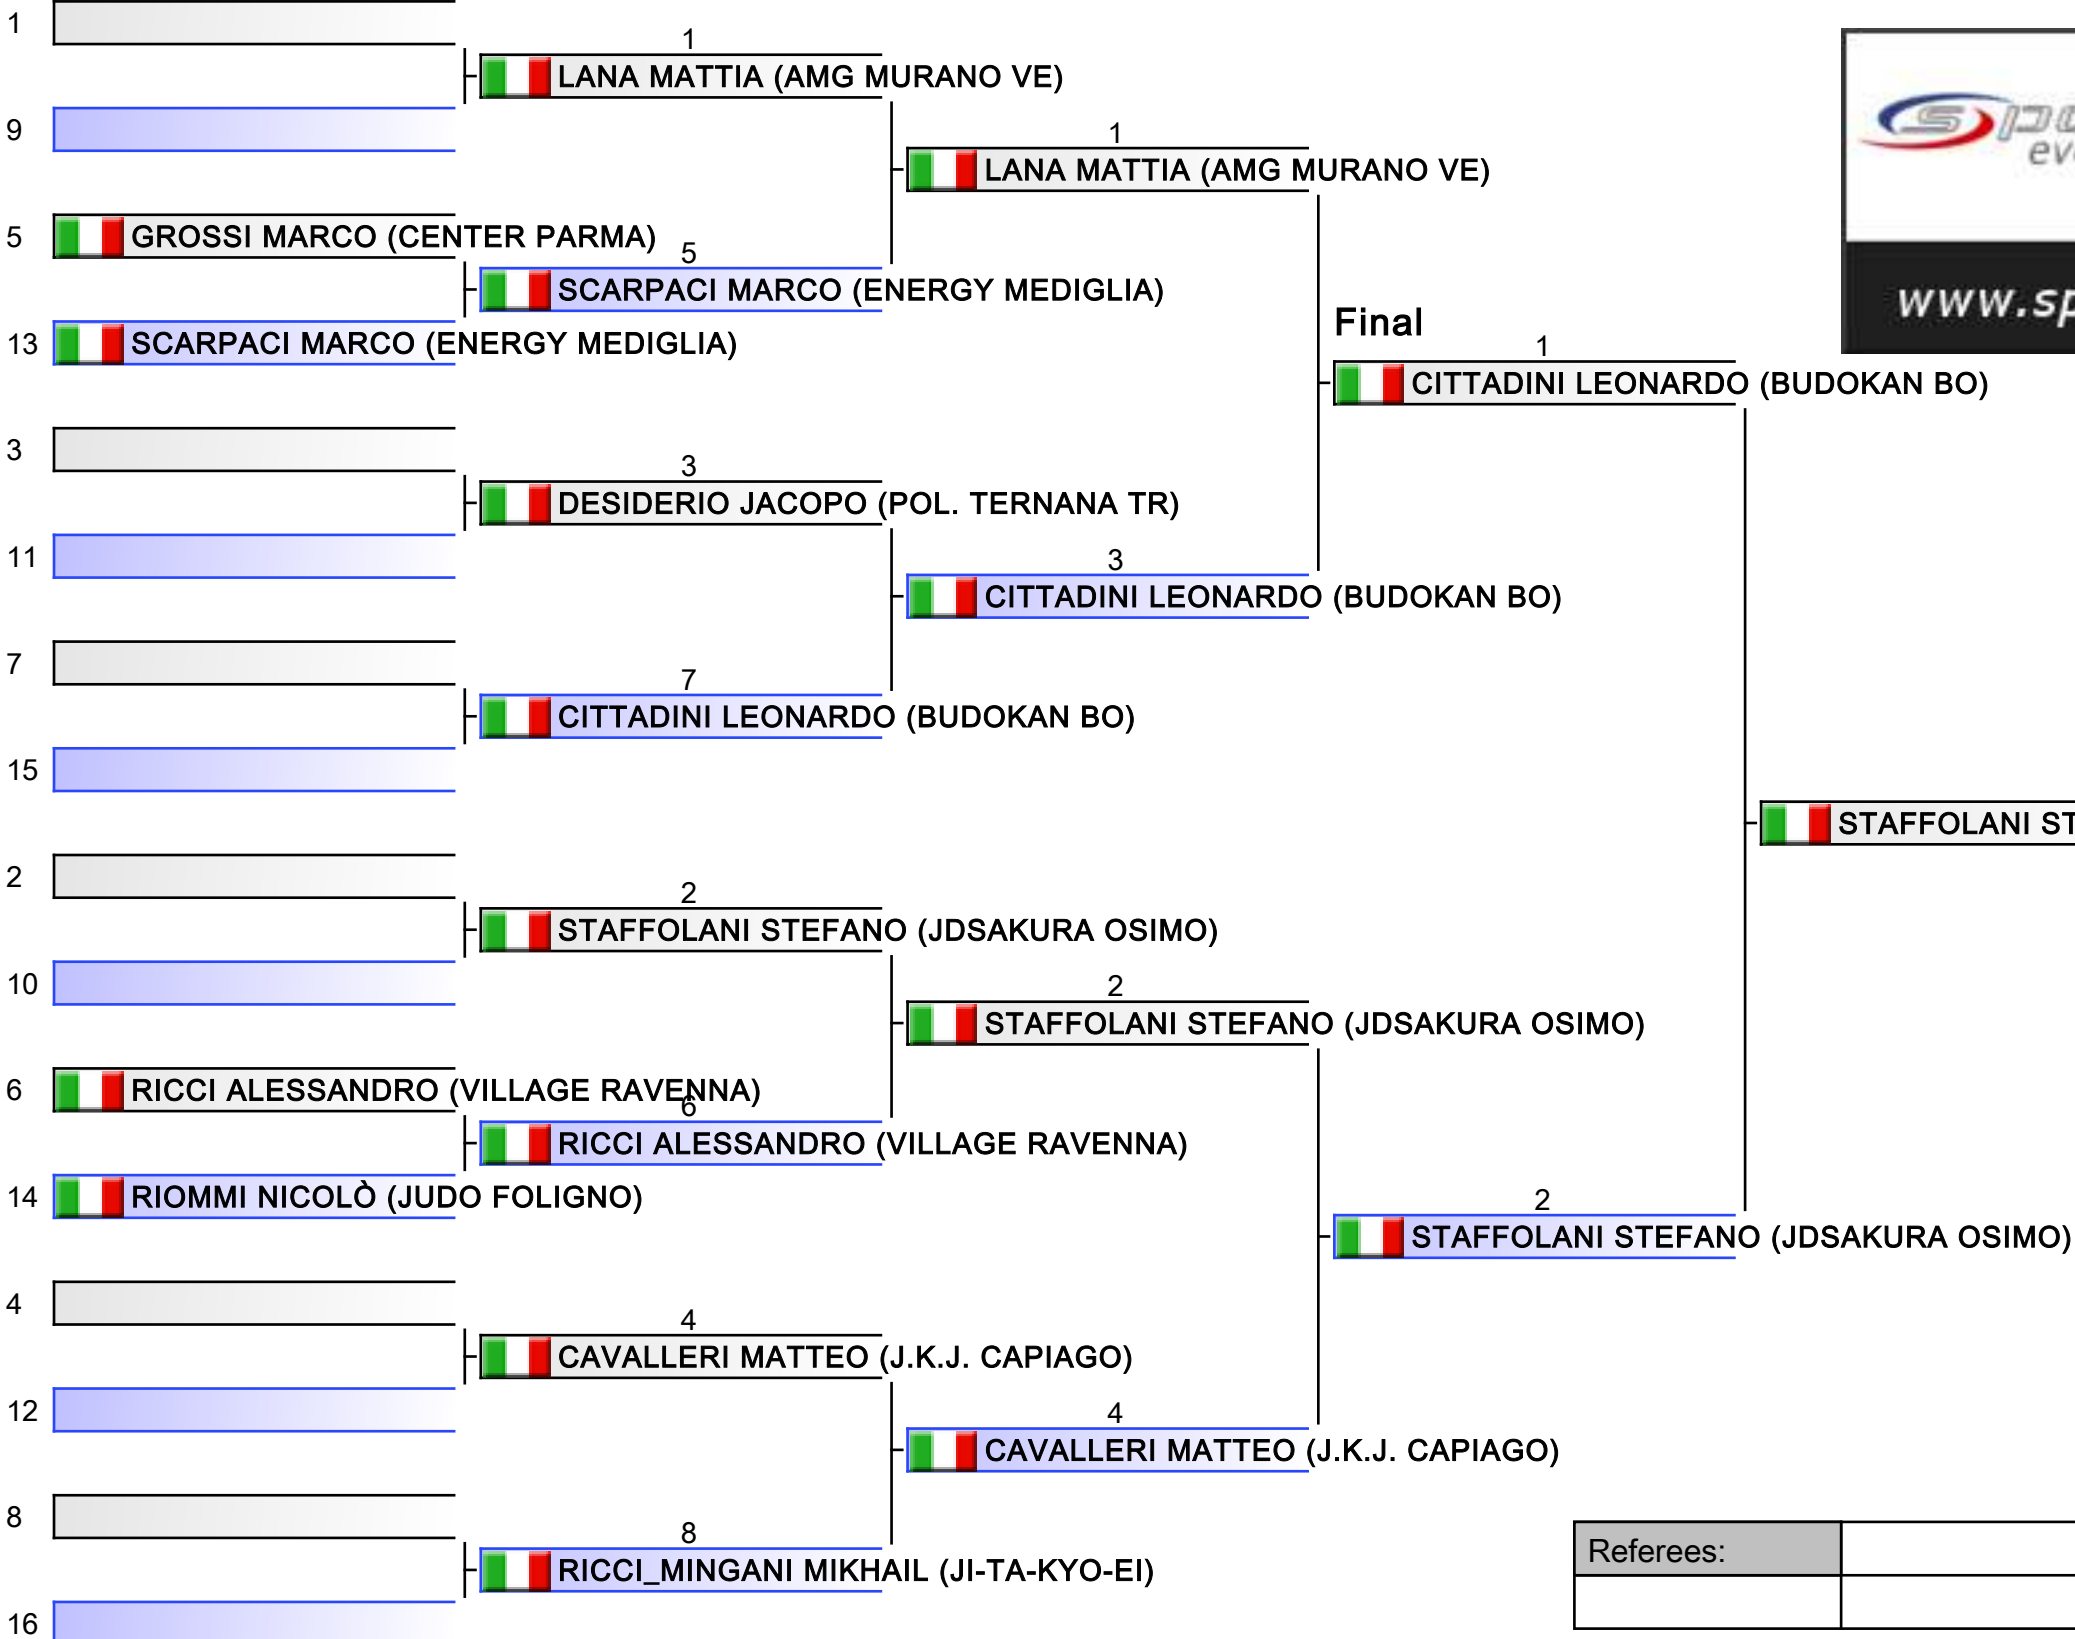 1
1
LANA MATTIA (AMG MURANO VE)
9
1
LANA MATTIA (AMG MURANO VE)
5 GROSSI MARCO (CENTER PARMA)
5
SCARPACI MARCO (ENERGY MEDIGLIA)
www.sp
Final
13 SCARPACI MARCO (ENERGY MEDIGLIA)
1
CITTADINI LEONARDO (BUDOKAN BO)
3
3
DESIDERIO JACOPO (POL. TERNANA TR)
11
3
CITTADINI LEONARDO (BUDOKAN BO)
7
7
CITTADINI LEONARDO (BUDOKAN BO)
15
STAFFOLANI ST
2
2
STAFFOLANI STEFANO (JDSAKURA OSIMO)
10
2
STAFFOLANI STEFANO (JDSAKURA OSIMO)
6 RICCI ALESSANDRO (VILLAGE RAVENNA)
6
RICCI ALESSANDRO (VILLAGE RAVENNA)
14 RIOMMI NICOLÒ (JUDO FOLIGNO)
2
STAFFOLANI STEFANO (JDSAKURA OSIMO)
4
4
CAVALLERI MATTEO (J.K.J. CAPIAGO)
12
4
CAVALLERI MATTEO (J.K.J. CAPIAGO)
8
8
RICCI_MINGANI MIKHAIL (JI-TA-KYO-EI)
Referees:
16